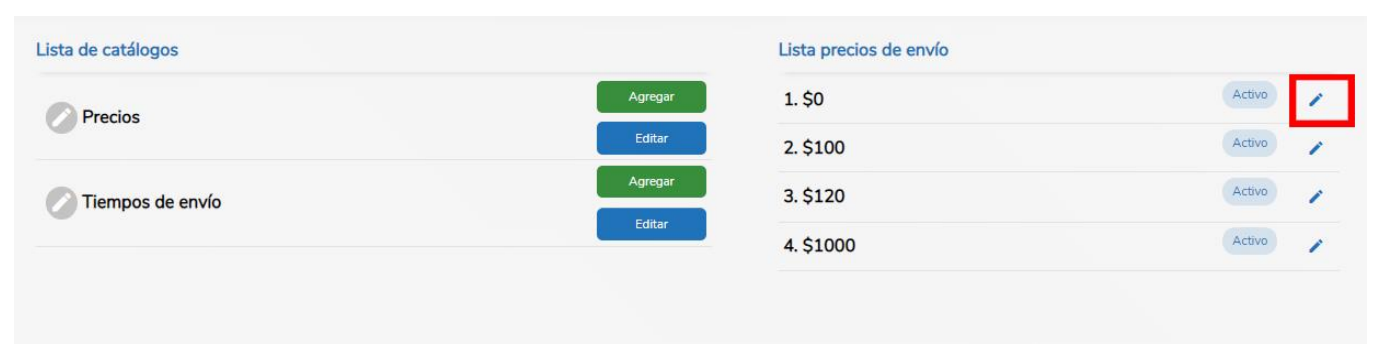 Lista de catálogos
Precios
Agregar
Editar
Tiempos de envío
Agregar
Editar
Lista precios de envío
1. $0 Activo
2. $100 Activo
3. $120 Activo
4. $1000 Activo